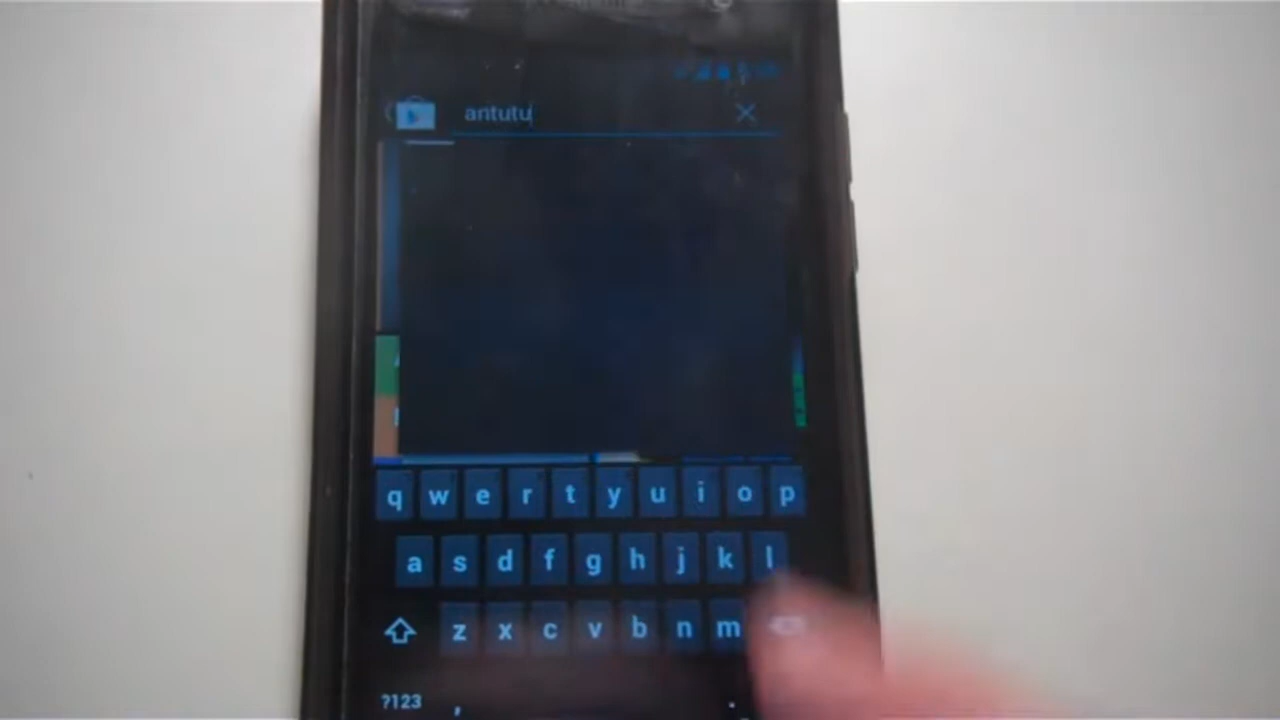 antutu
q w e r t y u i o p
a s d f g h j k l
z x c v b n m
?123 , .